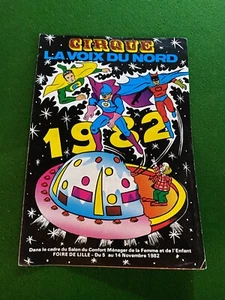 CIRQUE
LA VOIX DU NORD
1982
Dans le cadre du Salon du Confort Ménager de la Femme et de l'Enfant
FOIRE DE LILLE - Du 5 au 14 Novembre 1982